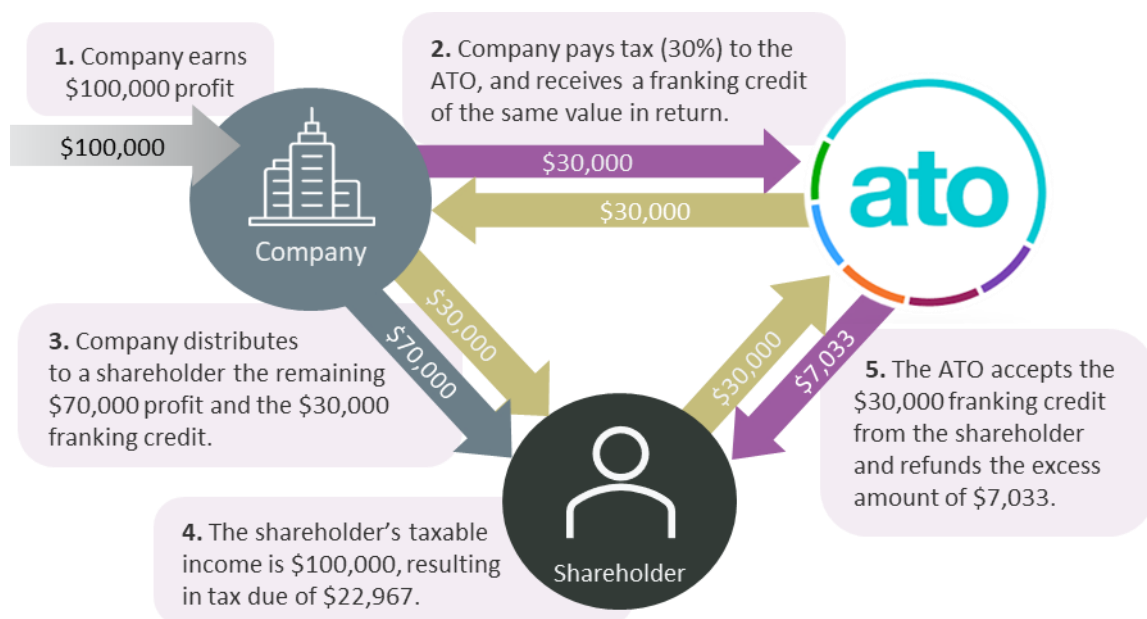 1. Company earns
$100,000 profit
$100,000
2. Company pays tax (30%) to the
ATO, and receives a franking credit
of the same value in return.
$30,000
$30,000
ato
Company
$30,000
$70,000
3. Company distributes
to a shareholder the remaining
$70,000 profit and the $30,000
franking credit.
$30,000
$7,033
5. The ATO accepts the
$30,000 franking credit
from the shareholder
and refunds the excess
amount of $7,033.
4. The shareholder’s taxable
income is $100,000, resulting
in tax due of $22,967.
Shareholder